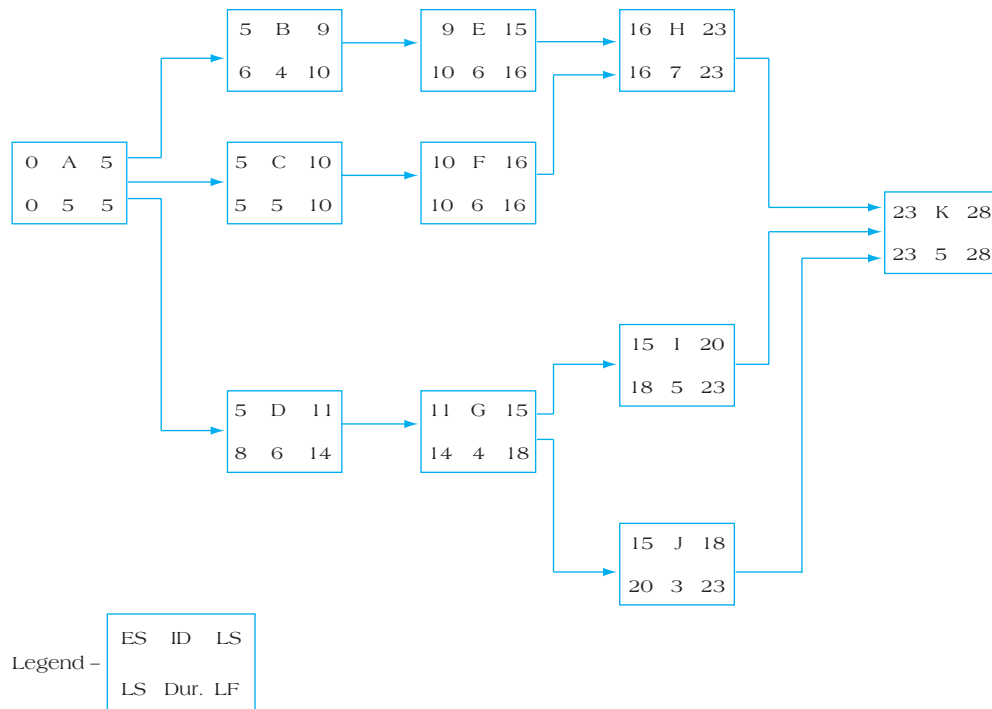 5 B 9
6 4 10
9 E 15
10 6 16
16 H 23
16 7 23
0 A 5
0 5 5
5 C 10
5 5 10
10 F 16
10 6 16
23 K 28
23 5 28
15 I 20
18 5 23
5 D 11
8 6 14
11 G 15
14 4 18
15 J 18
20 3 23
Legend –
ES ID LS
LS Dur. LF